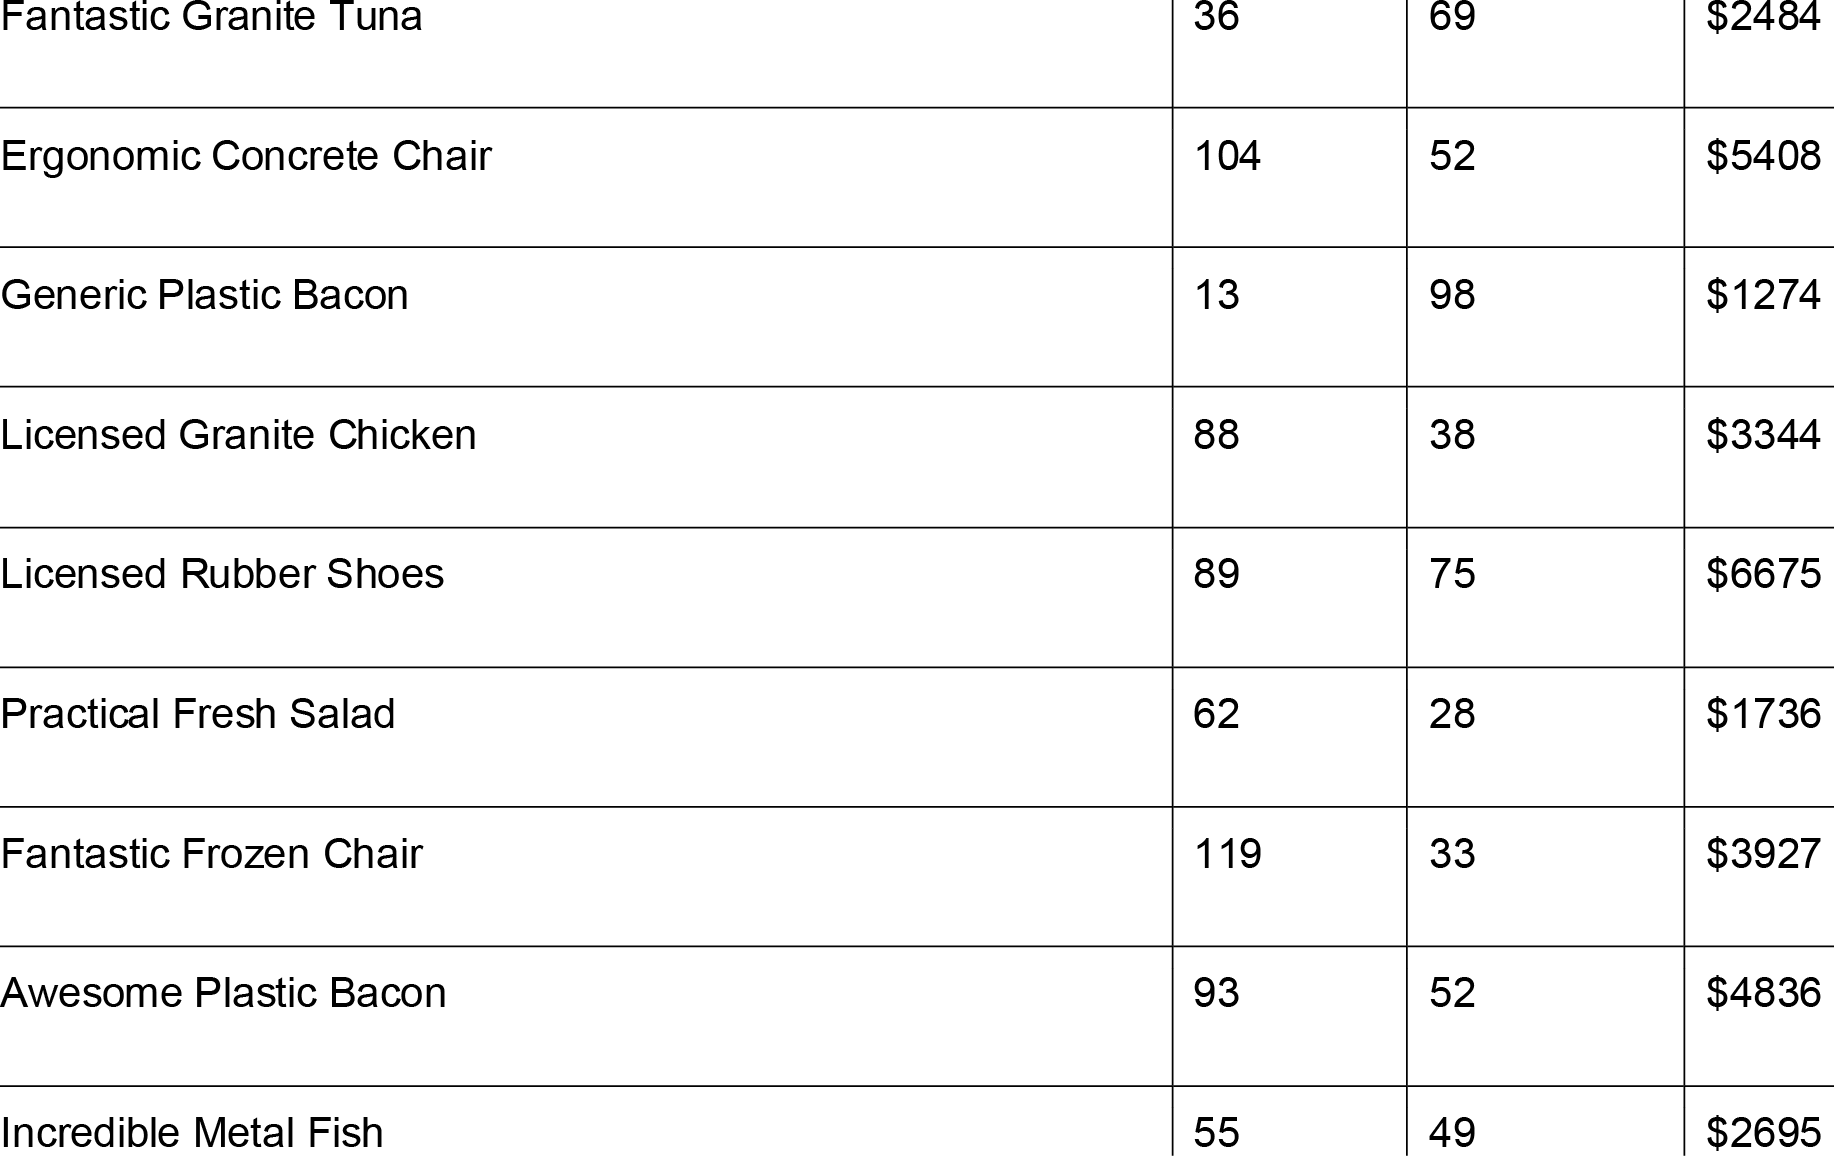 Fantastic Granite Tuna 36 69 $2484
Ergonomic Concrete Chair 104 52 $5408
Generic Plastic Bacon 13 98 $1274
Licensed Granite Chicken 88 38 $3344
Licensed Rubber Shoes 89 75 $6675
Practical Fresh Salad 62 28 $1736
Fantastic Frozen Chair 119 33 $3927
Awesome Plastic Bacon 93 52 $4836
Incredible Metal Fish 55 49 $2695